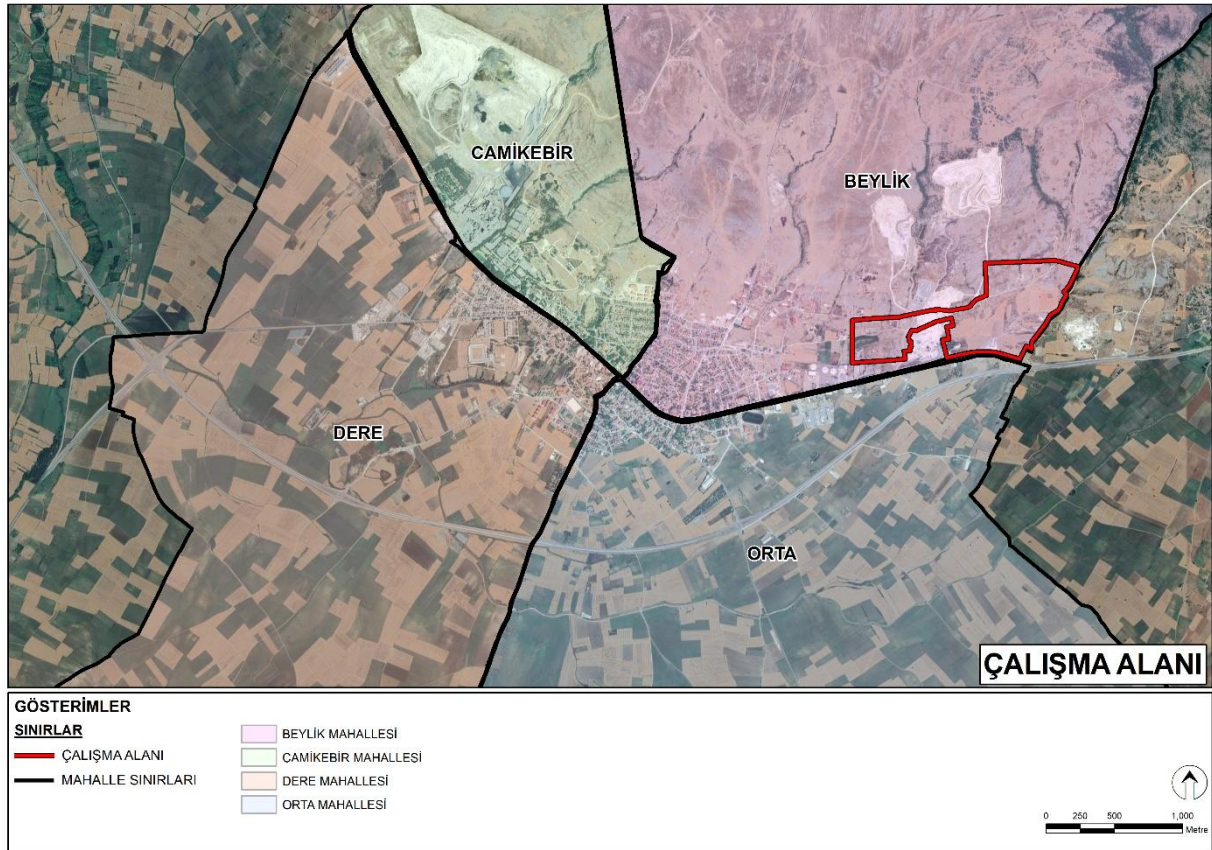 CAMİKEBİR
BEYLİK
DERE
ORTA
ÇALIŞMA ALANI
GÖSTERİMLER
SINIRLAR
ÇALIŞMA ALANI
MAHALLE SINIRLARI
BEYLİK MAHALLESİ
CAMİKEBİR MAHALLESİ
DERE MAHALLESİ
ORTA MAHALLESİ
0 250 500 1,000
Metre